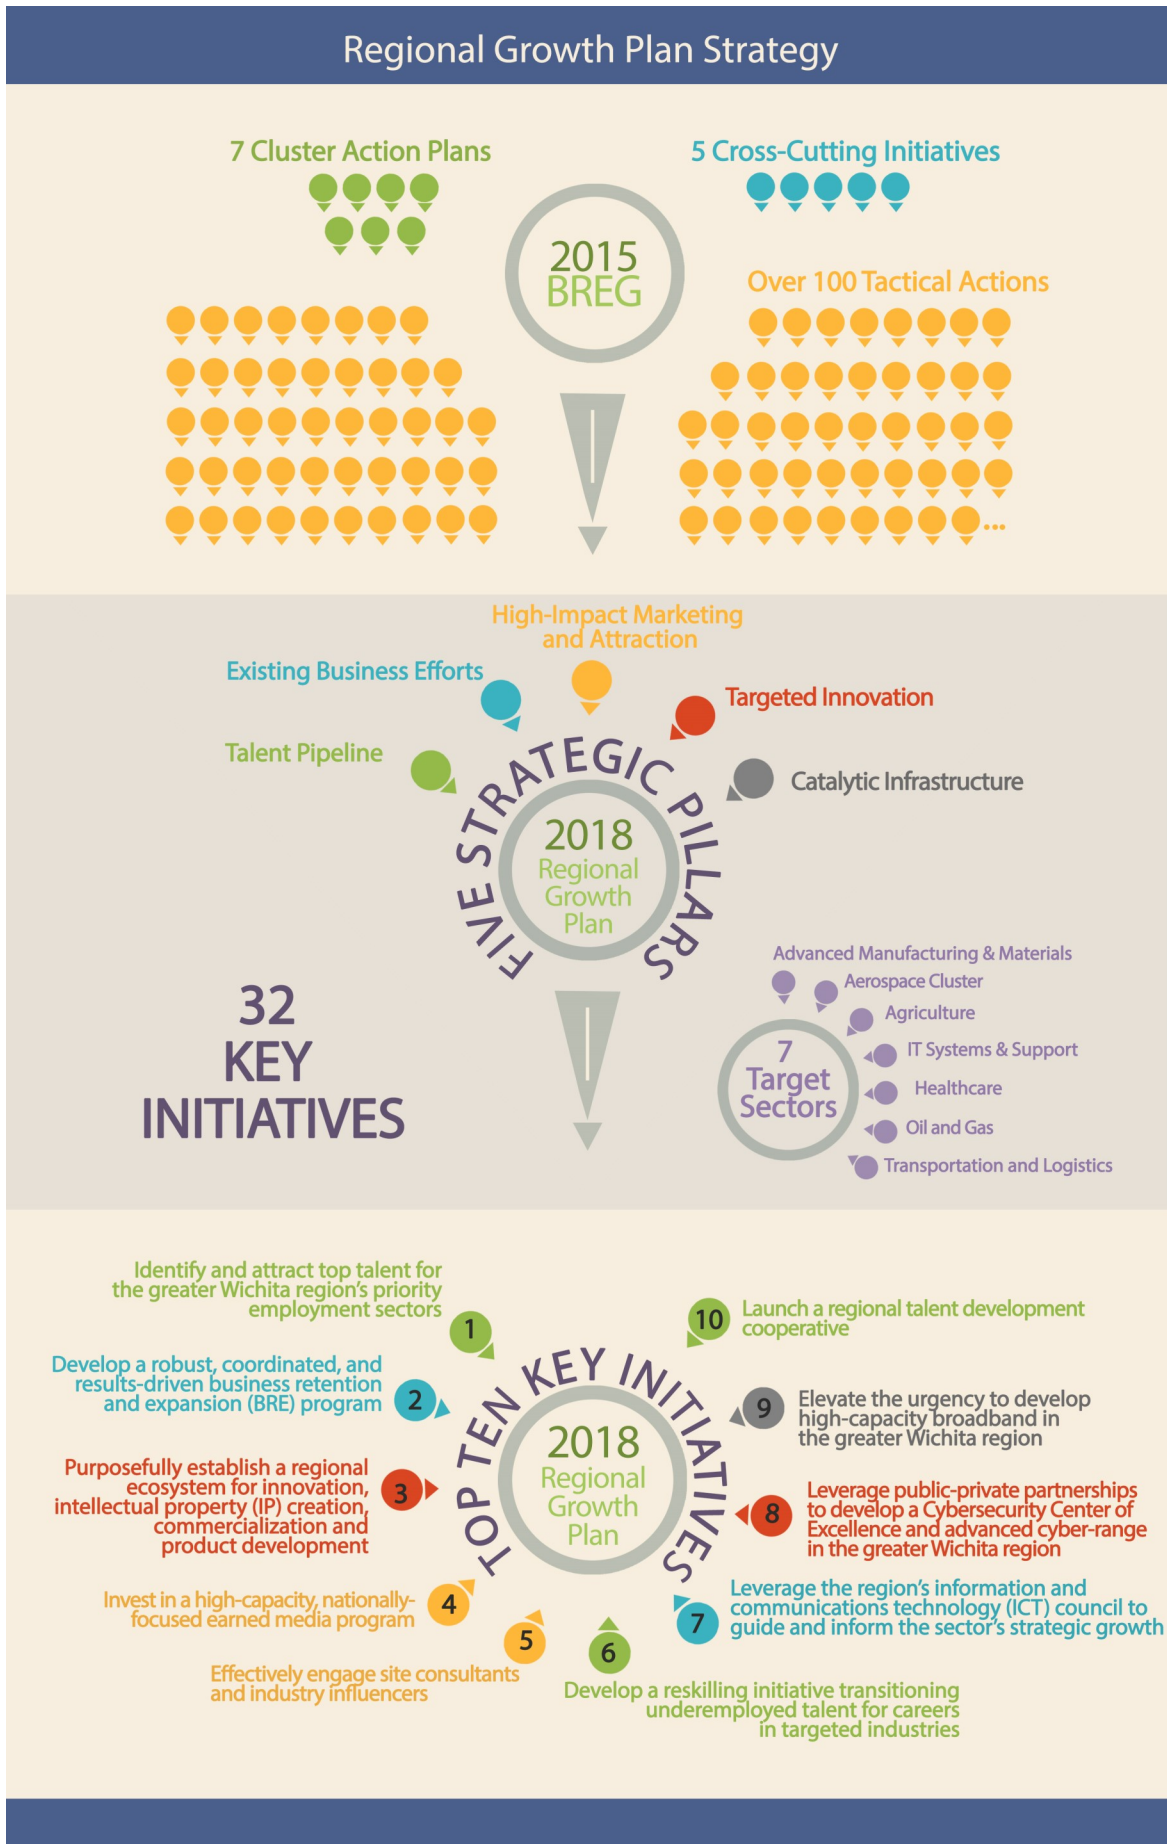 Regional Growth Plan Strategy
7 Cluster Action Plans
5 Cross-Cutting Initiatives
2015
BREG
Over 100 Tactical Actions
...
High-Impact Marketing
and Attraction
Existing Business Efforts
Targeted Innovation
Talent Pipeline
Catalytic Infrastructure
FIVE STRATEGIC PILLARS
2018
Regional
Growth
Plan
32
KEY
INITIATIVES
7
Target
Sectors
Advanced Manufacturing & Materials
Aerospace Cluster
Agriculture
IT Systems & Support
Healthcare
Oil and Gas
Transportation and Logistics
TOP TEN KEY INITIATIVES
2018
Regional
Growth
Plan
1
Identify and attract top talent for
the greater Wichita region's priority
employment sectors
2
Develop a robust, coordinated, and
results-driven business retention
and expansion (BRE) program
3
Purposefully establish a regional
ecosystem for innovation,
intellectual property (IP) creation,
commercialization and
product development
4
Invest in a high-capacity, nationally-
focused earned media program
5
Effectively engage site consultants
and industry influencers
6
Develop a reskilling initiative transitioning
underemployed talent for careers
in targeted industries
7
Leverage the region's information and
communications technology (ICT) council to
guide and inform the sector's strategic growth
8
Leverage public-private partnerships
to develop a Cybersecurity Center of
Excellence and advanced cyber-range
in the greater Wichita region
9
Elevate the urgency to develop
high-capacity broadband in
the greater Wichita region
10
Launch a regional talent development
cooperative